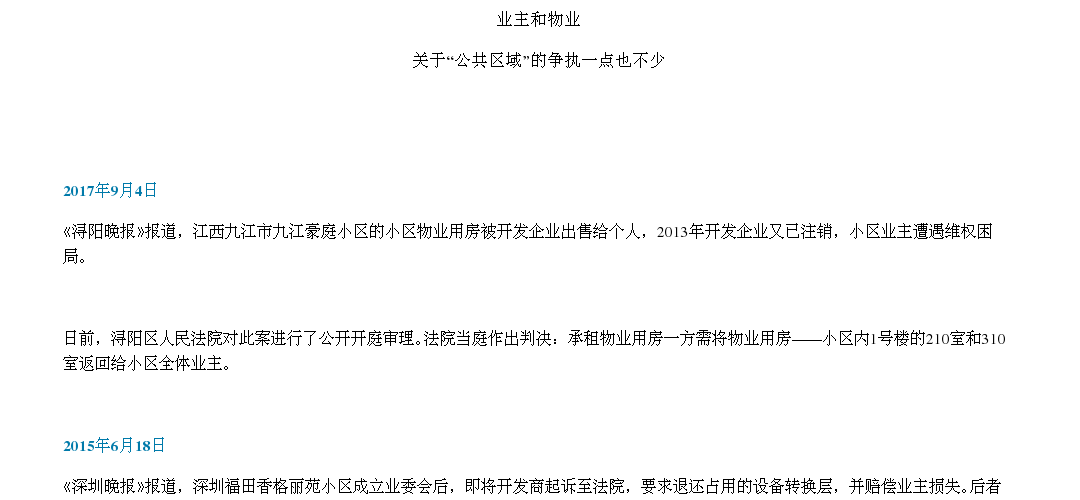 业主和物业
关于“公共区域”的争执一点也不少
2017年9月4日
《浔阳晚报》报道，江西九江市九江豪庭小区的小区物业用房被开发企业出售给个人，2013年开发企业又已注销，小区业主遭遇维权困
局。
日前，浔阳区人民法院对此案进行了公开开庭审理。法院当庭作出判决：承租物业用房一方需将物业用房——小区内1号楼的210室和310
室返回给小区全体业主。
2015年6月18日
《深圳晚报》报道，深圳福田香格丽苑小区成立业委会后，即将开发商起诉至法院，要求退还占用的设备转换层，并赔偿业主损失。后者